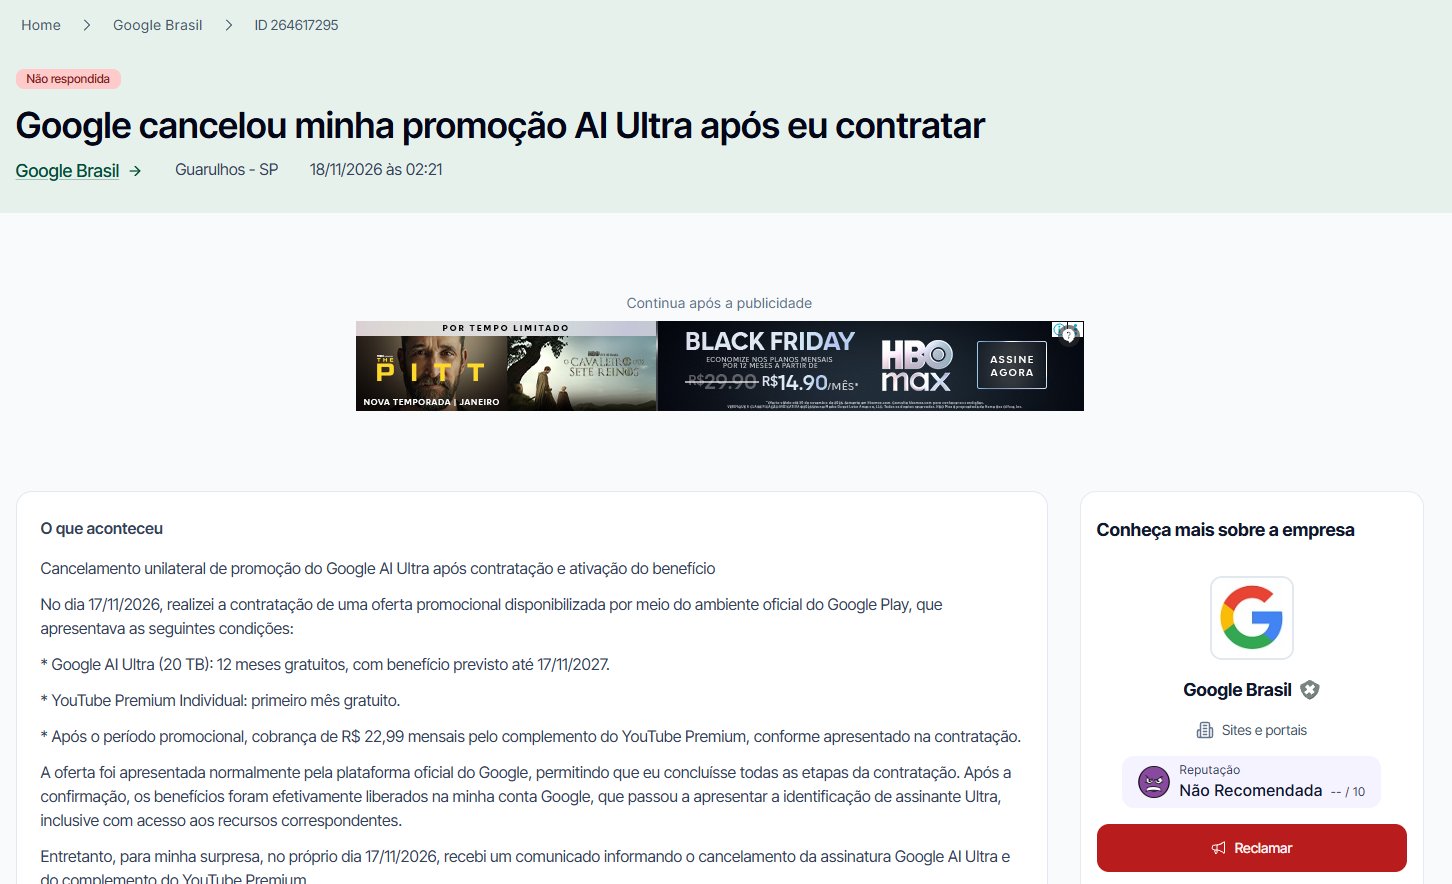 Home > Google Brasil > ID 264617295
Não respondida
Google cancelou minha promoção AI Ultra após eu contratar
Google Brasil → Guarulhos - SP 18/11/2026 às 02:21
Continua após a publicidade
POR TEMPO LIMITADO
THE
PITT
NOVA TEMPORADA | JANEIRO
O CAVALEIRO DOS
SETE REINOS
BLACK FRIDAY
ECONOMIZE NOS PLANOS MENSAIS
POR 12 MESES A PARTIR DE
R$29.90 R$14.90/MÊS*
HBO
max
ASSINE
AGORA
O que aconteceu
Cancelamento unilateral de promoção do Google AI Ultra após contratação e ativação do benefício
No dia 17/11/2026, realizei a contratação de uma oferta promocional disponibilizada por meio do ambiente oficial do Google Play, que
apresentava as seguintes condições:
* Google AI Ultra (20 TB): 12 meses gratuitos, com benefício previsto até 17/11/2027.
* YouTube Premium Individual: primeiro mês gratuito.
* Após o período promocional, cobrança de R$ 22,99 mensais pelo complemento do YouTube Premium, conforme apresentado na contratação.
A oferta foi apresentada normalmente pela plataforma oficial do Google, permitindo que eu concluísse todas as etapas da contratação. Após a
confirmação, os benefícios foram efetivamente liberados na minha conta Google, que passou a apresentar a identificação de assinante Ultra,
inclusive com acesso aos recursos correspondentes.
Entretanto, para minha surpresa, no próprio dia 17/11/2026, recebi um comunicado informando o cancelamento da assinatura Google AI Ultra e
do complemento do YouTube Premium
Conheça mais sobre a empresa
Google Brasil
Sites e portais
Reputação
Não Recomendada -- / 10
Reclamar